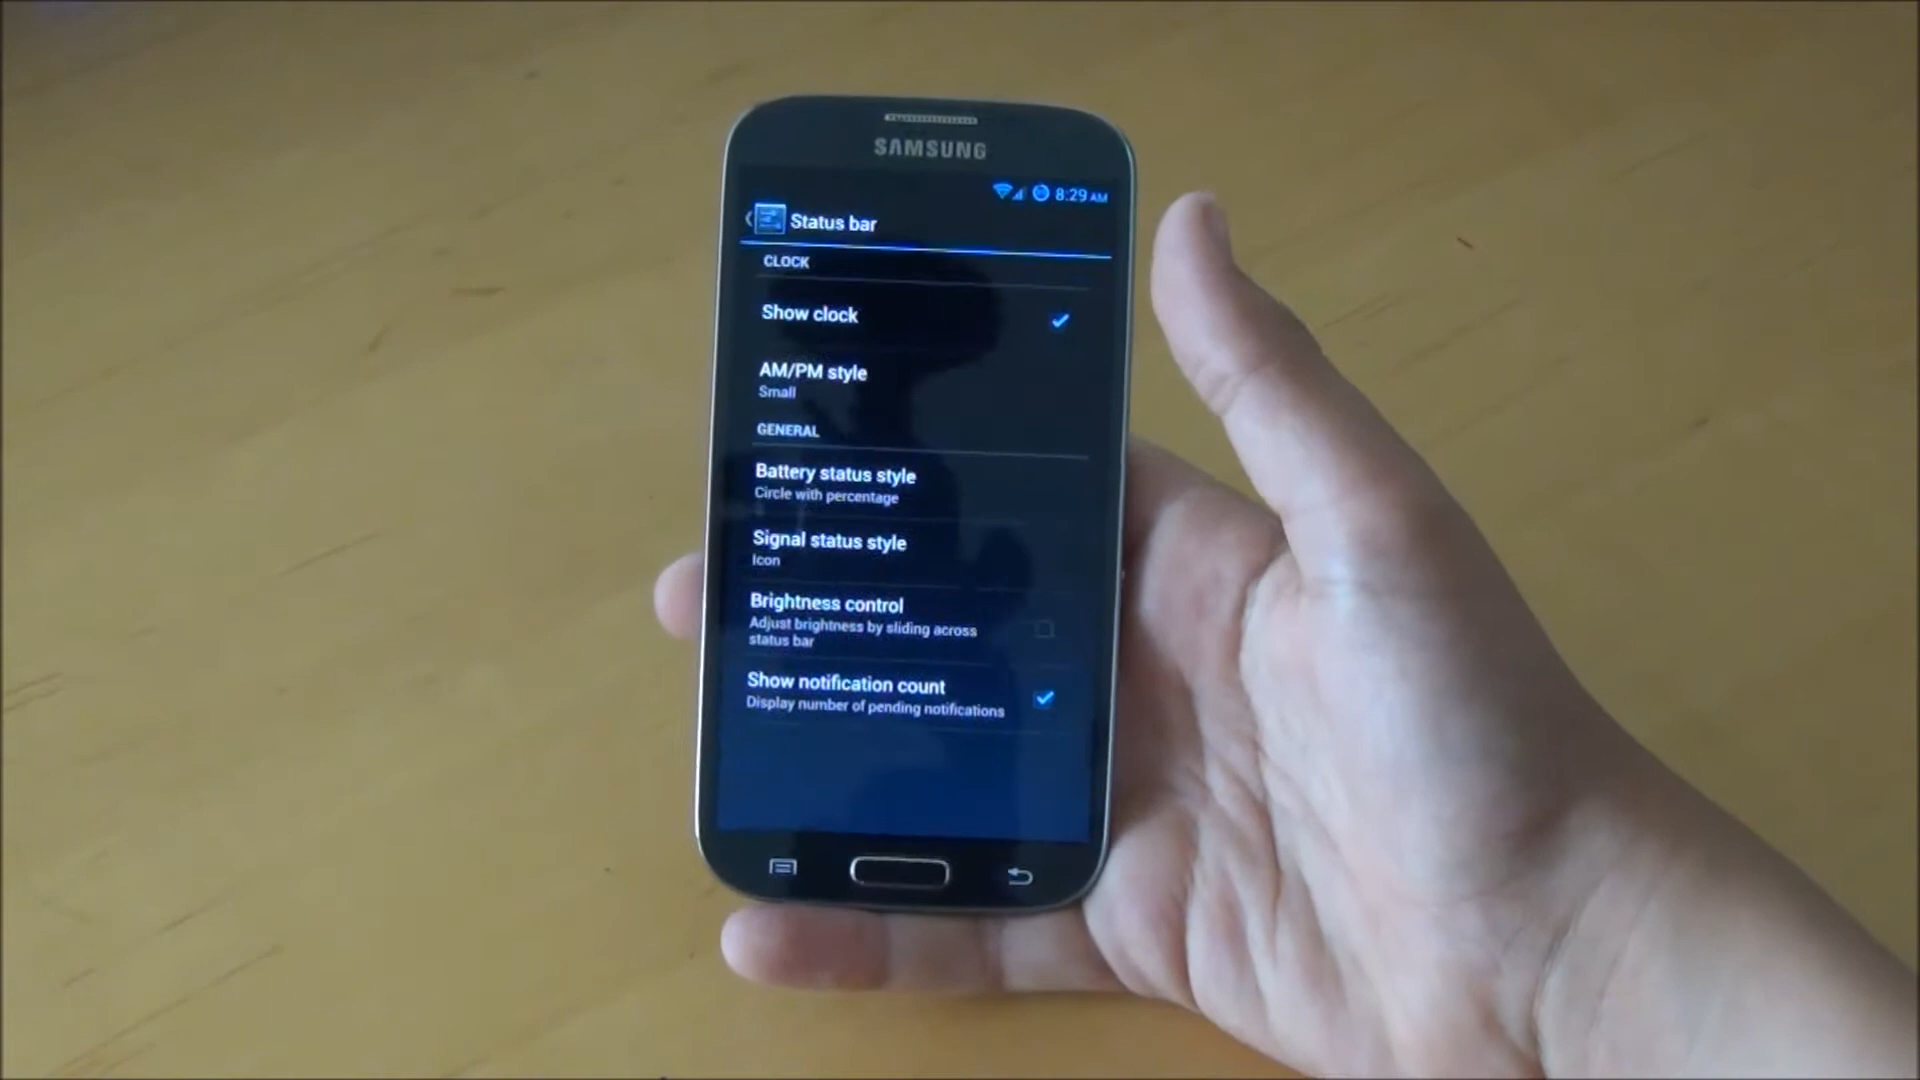 SAMSUNG
8:29 AM
Status bar
CLOCK
Show clock
AM/PM style
Small
GENERAL
Battery status style
Circle with percentage
Signal status style
Icon
Brightness control
Adjust brightness by sliding across
status bar
Show notification count
Display number of pending notifications